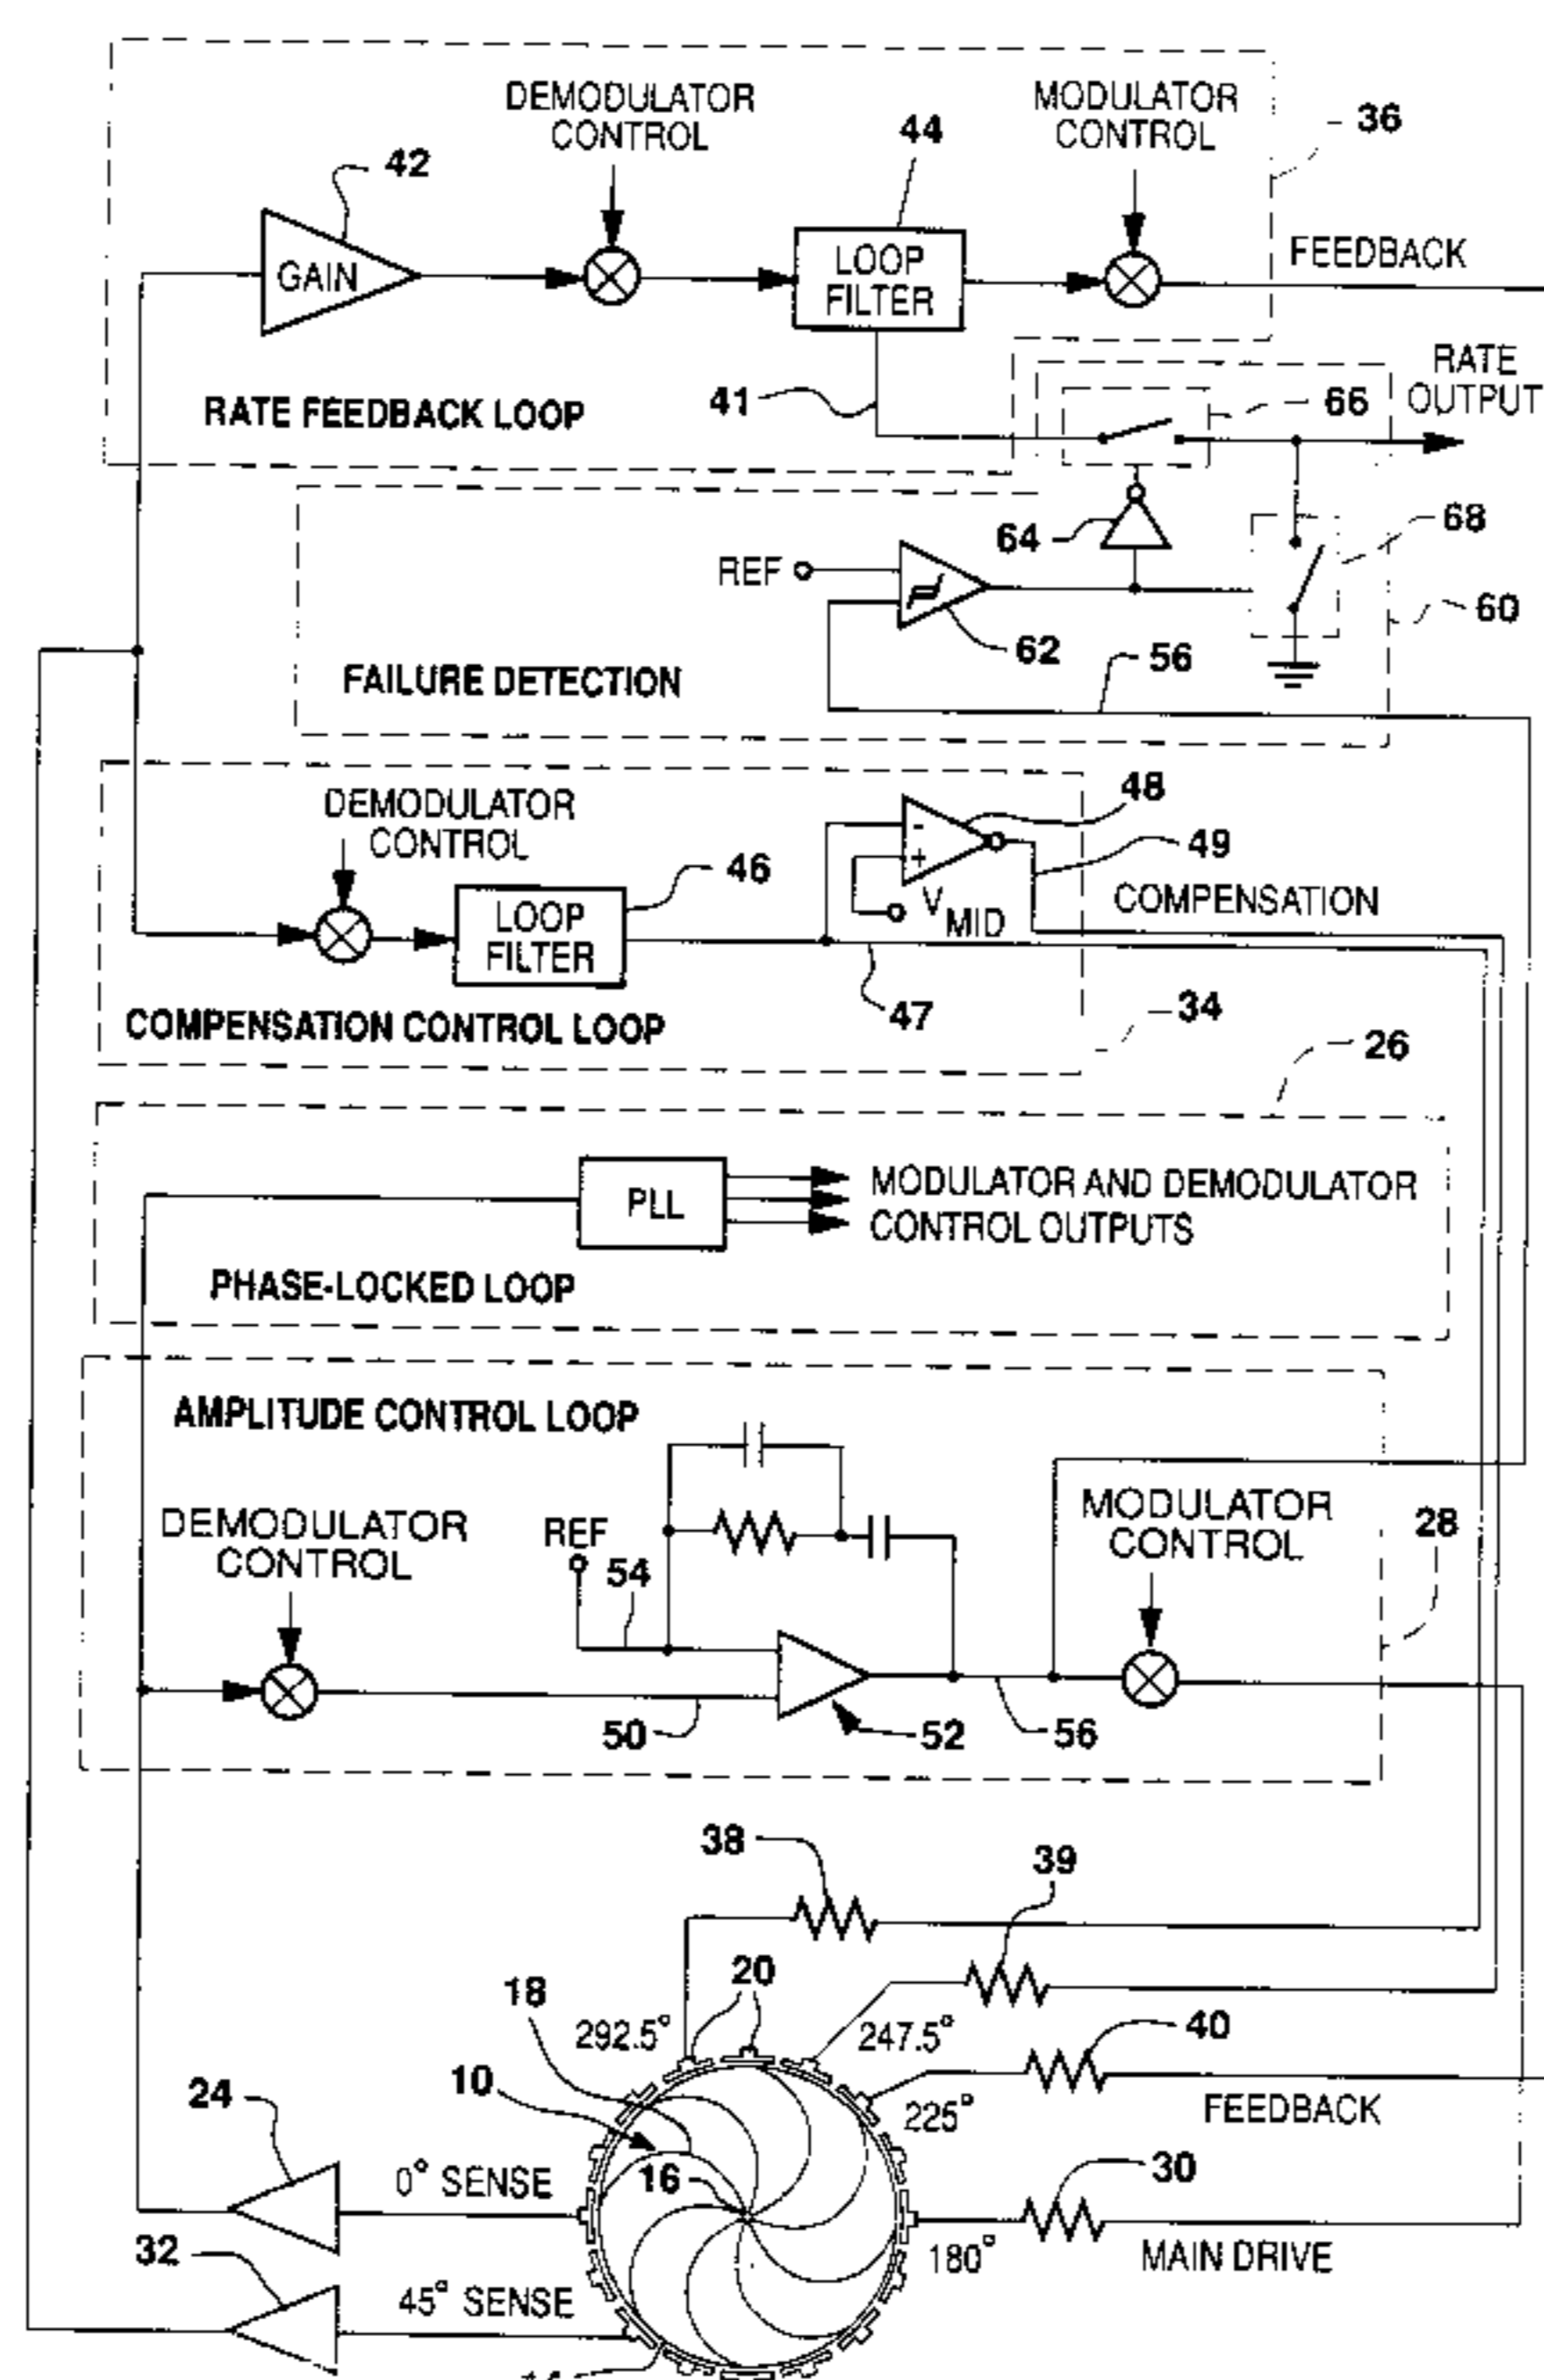 DEMODULATOR
CONTROL
44
MODULATOR
CONTROL
36
42
GAIN
LOOP
FILTER
FEEDBACK
RATE
OUTPUT
41
66
RATE FEEDBACK LOOP
64
68
REF
60
62
56
FAILURE DETECTION
DEMODULATOR
CONTROL
48
49
46
-
+
V MID
COMPENSATION
LOOP
FILTER
47
34
COMPENSATION CONTROL LOOP
26
PLL
MODULATOR AND DEMODULATOR
CONTROL OUTPUTS
PHASE-LOCKED LOOP
AMPLITUDE CONTROL LOOP
DEMODULATOR
CONTROL
REF
54
MODULATOR
CONTROL
28
50
52
56
38
39
20
18
292.5°
247.5°
40
10
225°
FEEDBACK
24
0° SENSE
16
30
180°
MAIN DRIVE
32
45° SENSE